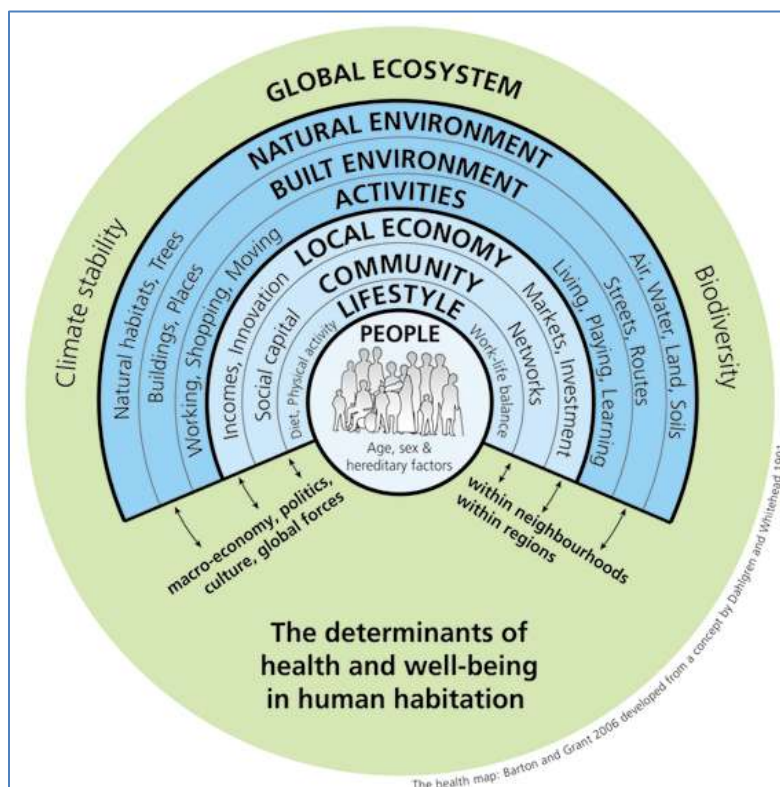 GLOBAL ECOSYSTEM
NATURAL ENVIRONMENT
BUILT ENVIRONMENT
ACTIVITIES
LOCAL ECONOMY
COMMUNITY
LIFESTYLE
PEOPLE
Age, sex &
hereditary factors
Climate stability
Natural habitats, Trees
Buildings, Places
Working, Shopping, Moving
Incomes, Innovation
Social capital
Diet, Physical activity
Work-life balance
Networks
Markets, Investment
Living, Playing, Learning
Streets, Routes
Air, Water, Land, Soils
Biodiversity
macro-economy, politics,
culture, global forces
within neighbourhoods
within regions
The determinants of
health and well-being
in human habitation
The health map: Barton and Grant 2006 developed from a concept by Dahlgren and Whitehead 1991